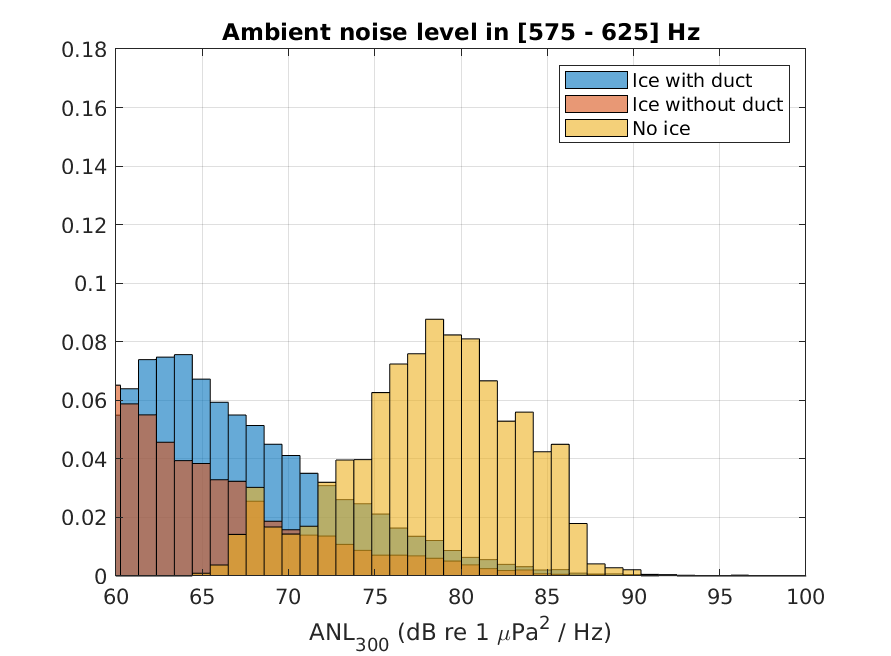 Ambient noise level in [575 - 625] Hz
0.18
0.16
0.14
0.12
0.1
0.08
0.06
0.04
0.02
0
Ice with duct
Ice without duct
No ice
60 65 70 75 80 85 90 95 100
ANL₃₀₀ (dB re 1 μPa² / Hz)